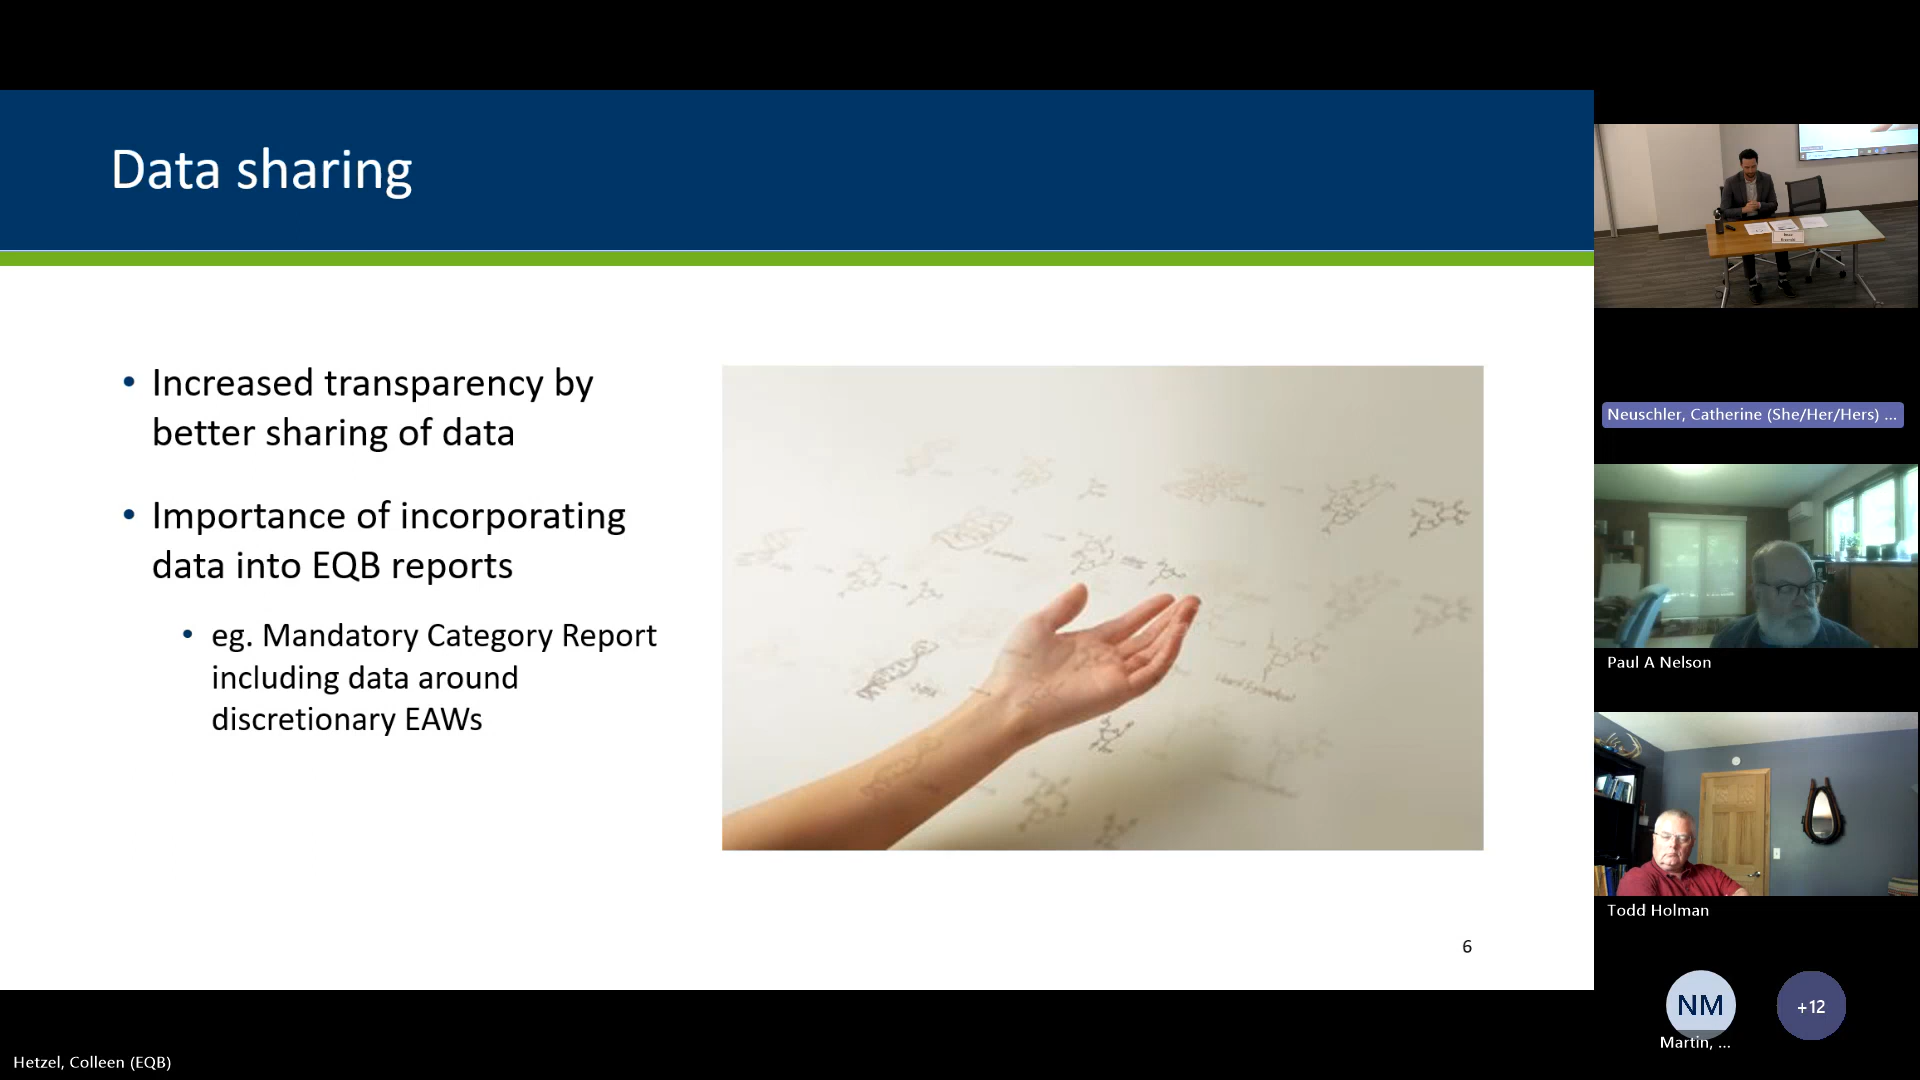 Data sharing
• Increased transparency by
better sharing of data
• Importance of incorporating
data into EQB reports
• eg. Mandatory Category Report
including data around
discretionary EAWs
6
Neuschler, Catherine (She/Her/Hers) ...
Paul A Nelson
Todd Holman
NM
+12
Martin, ...
Hetzel, Colleen (EQB)